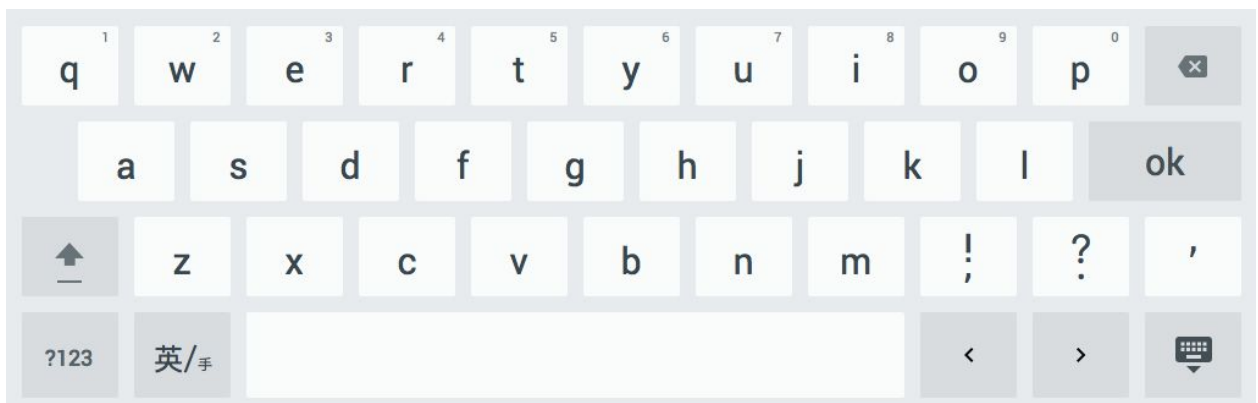 q 1 w 2 e 3 r 4 t 5 y 6 u 7 i 8 o 9 p 0
a s d f g h j k l ok
z x c v b n m ! , ? . '
?123 英/手 < >